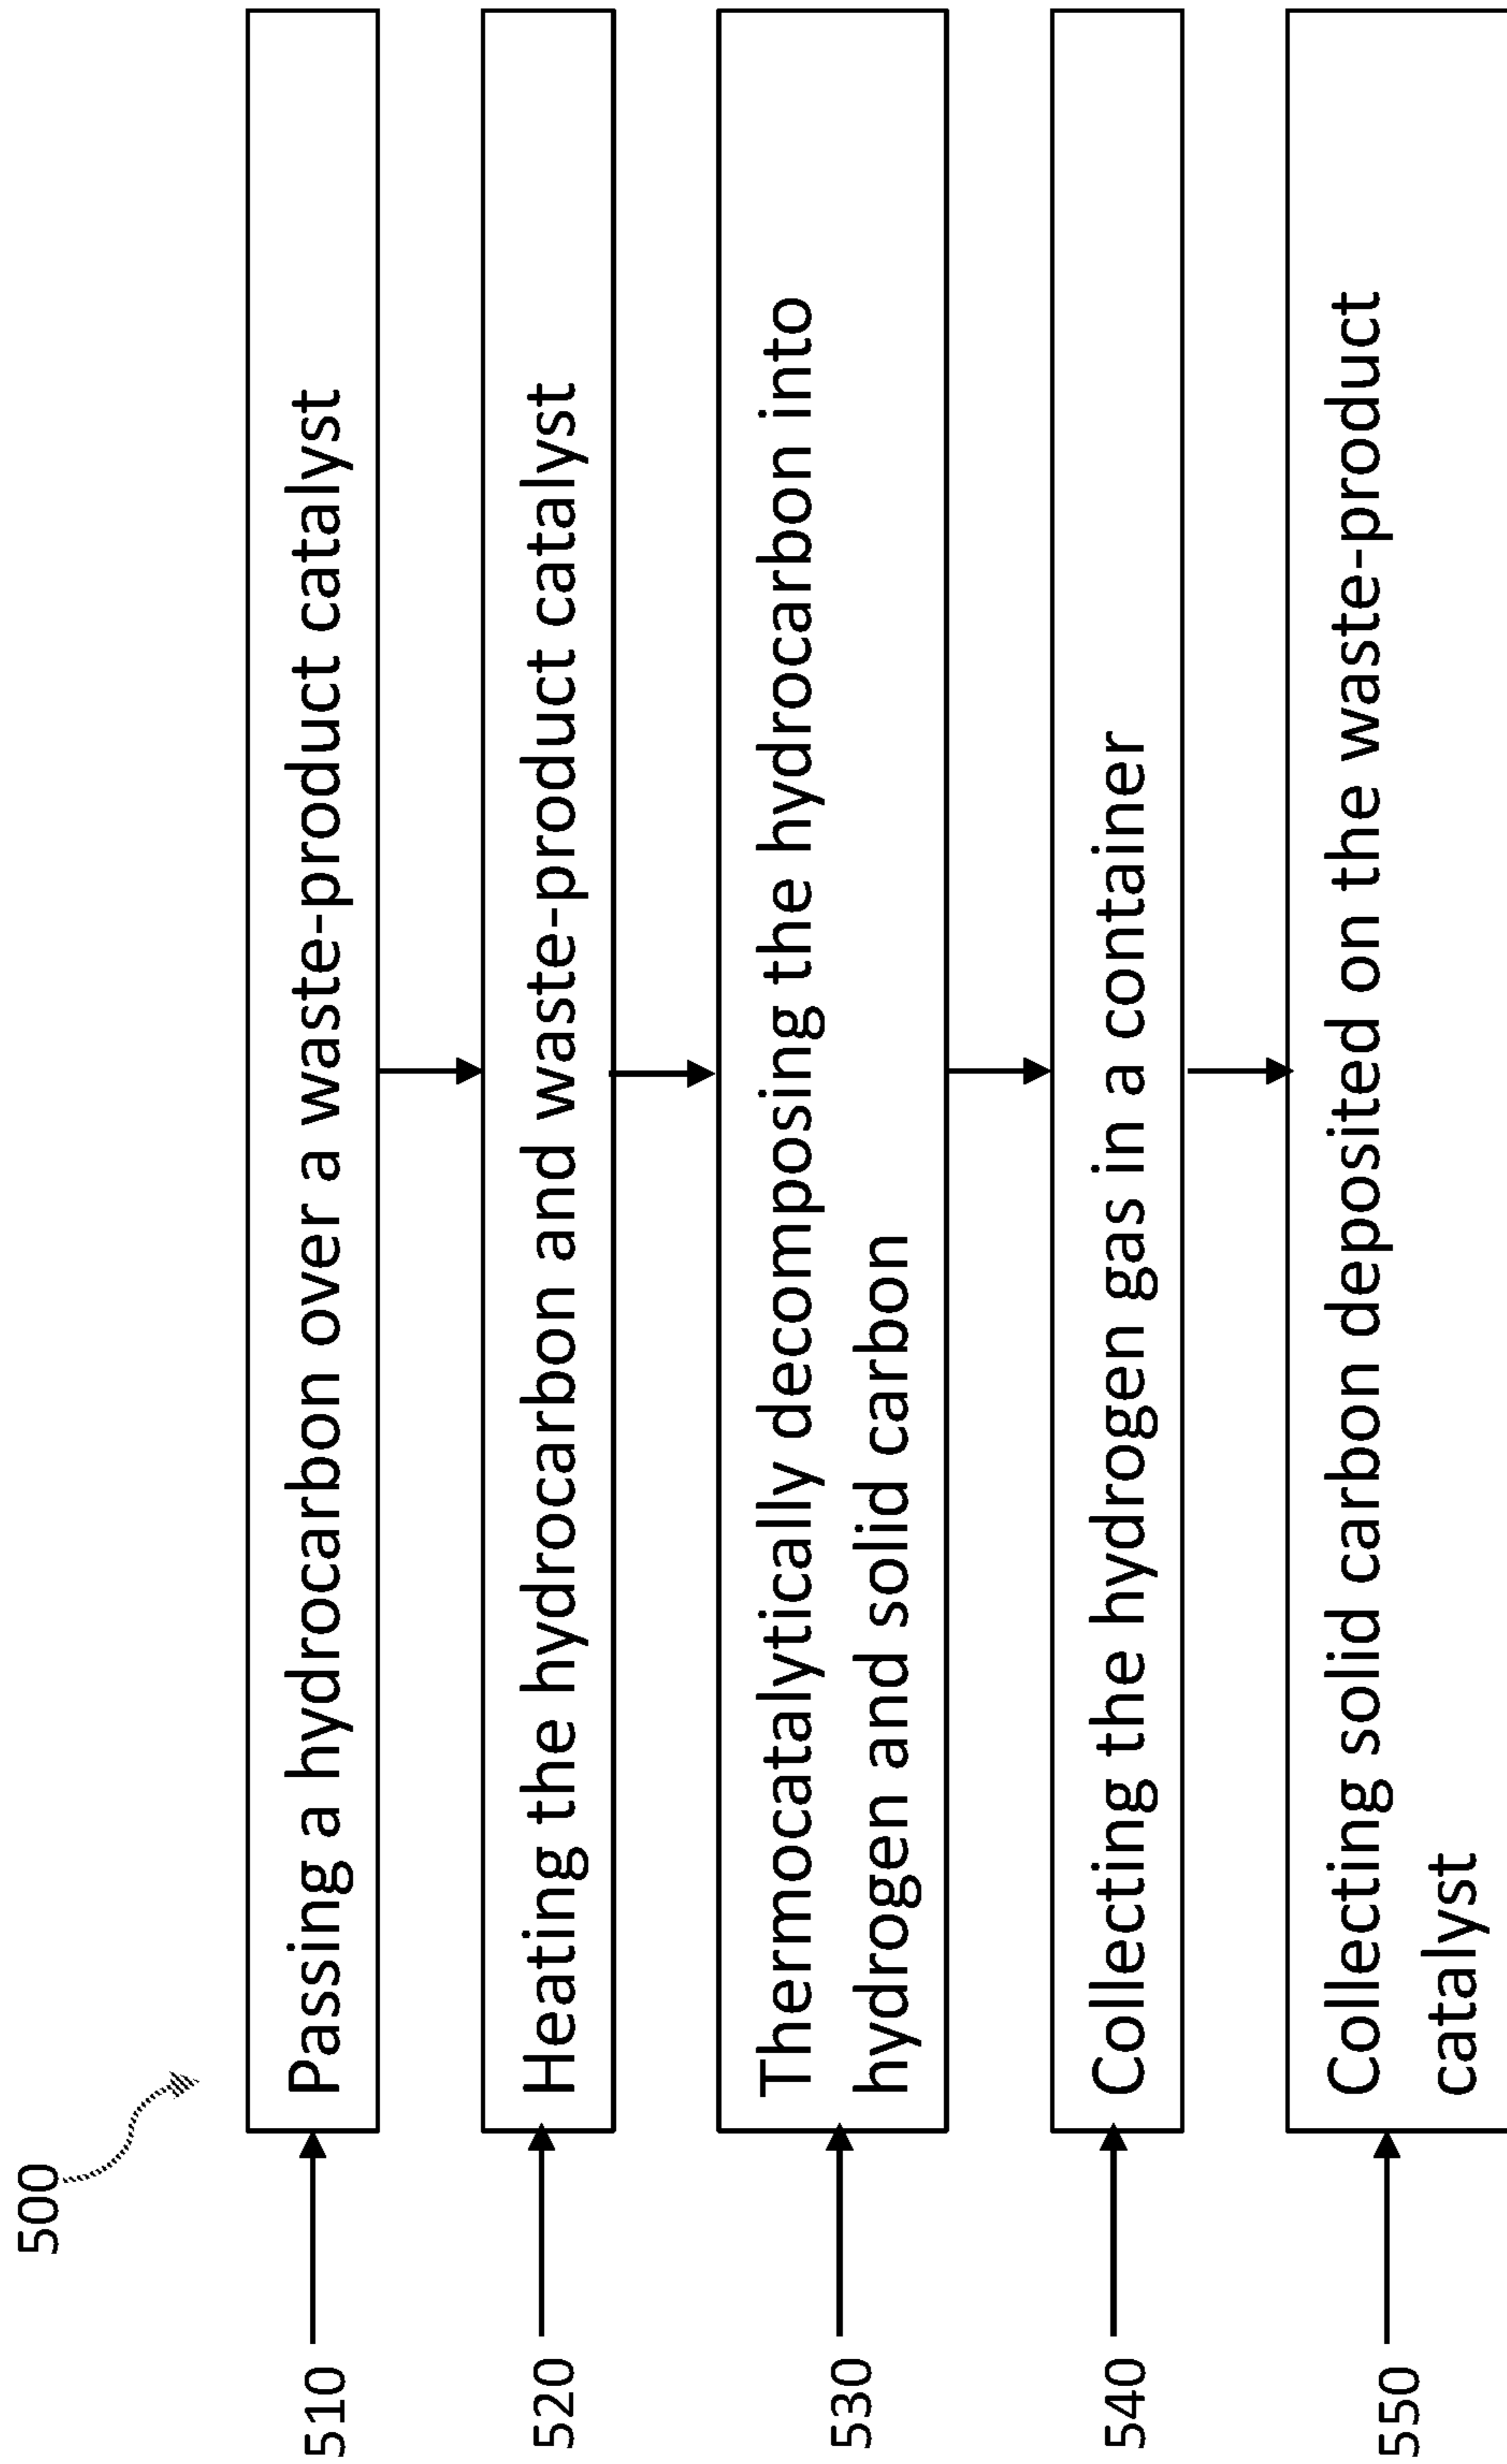 500
510
Passing a hydrocarbon over a waste-product catalyst
520
Heating the hydrocarbon and waste-product catalyst
530
Thermocatalytically decomposing the hydrocarbon into
hydrogen and solid carbon
540
Collecting the hydrogen gas in a container
550
Collecting solid carbon deposited on the waste-product
catalyst